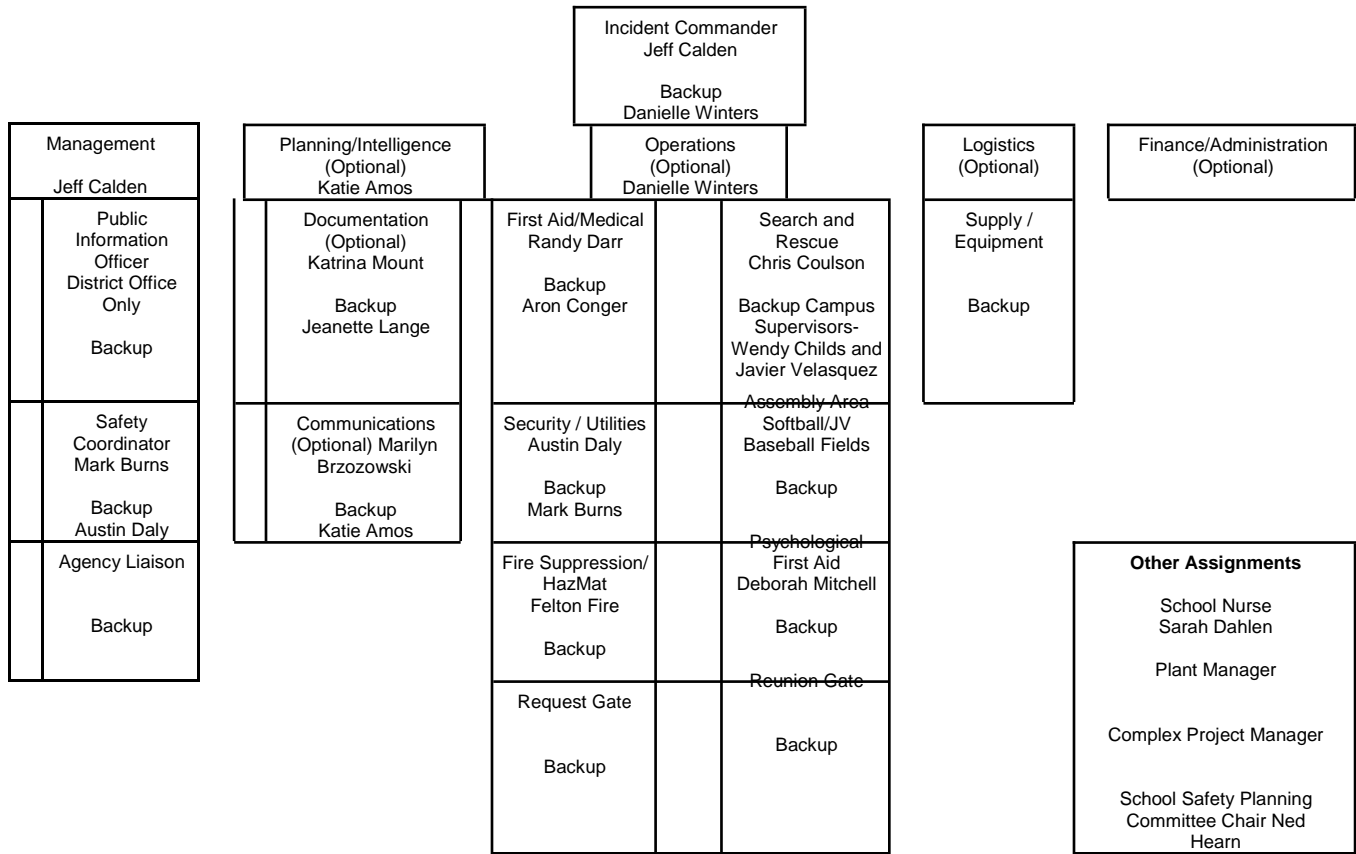 Incident Commander
Jeff Calden
Backup
Danielle Winters
Management
Jeff Calden
Planning/Intelligence
(Optional)
Katie Amos
Operations
(Optional)
Danielle Winters
Logistics
(Optional)
Finance/Administration
(Optional)
Public
Information
Officer
District Office
Only
Backup
Documentation
(Optional)
Katrina Mount
Backup
Jeanette Lange
First Aid/Medical
Randy Darr
Backup
Aron Conger
Search and
Rescue
Chris Coulson
Backup Campus
Supervisors-
Wendy Childs and
Javier Velasquez
Supply /
Equipment
Backup
Safety
Coordinator
Mark Burns
Backup
Austin Daly
Communications
(Optional) Marilyn
Brzozowski
Backup
Katie Amos
Security / Utilities
Austin Daly
Backup
Mark Burns
Assembly Area
Softball/JV
Baseball Fields
Backup
Agency Liaison
Backup
Fire Suppression/
HazMat
Felton Fire
Backup
Psychological
First Aid
Deborah Mitchell
Backup
Request Gate
Backup
Reunion Gate
Backup
Other Assignments
School Nurse
Sarah Dahlen
Plant Manager
Complex Project Manager
School Safety Planning
Committee Chair Ned
Hearn